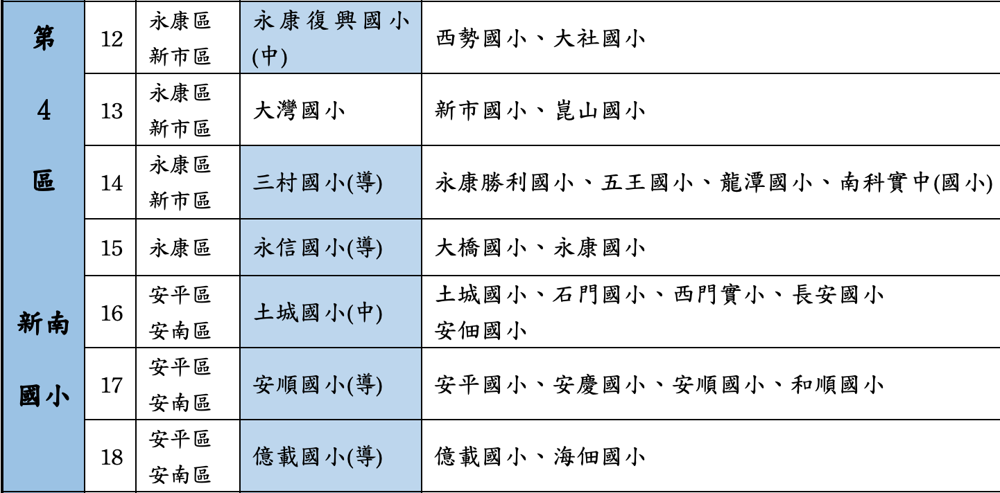 第
4
區
新南
國小
12
永康區
新市區
永康復興國小
(中)
西勢國小、大社國小
13
永康區
新市區
大灣國小
新市國小、崑山國小
14
永康區
新市區
三村國小(導)
永康勝利國小、五王國小、龍潭國小、南科實中(國小)
15
永康區
永信國小(導)
大橋國小、永康國小
16
安平區
安南區
土城國小(中)
土城國小、石門國小、西門實小、長安國小
安佃國小
17
安平區
安南區
安順國小(導)
安平國小、安慶國小、安順國小、和順國小
18
安平區
安南區
億載國小(導)
億載國小、海佃國小